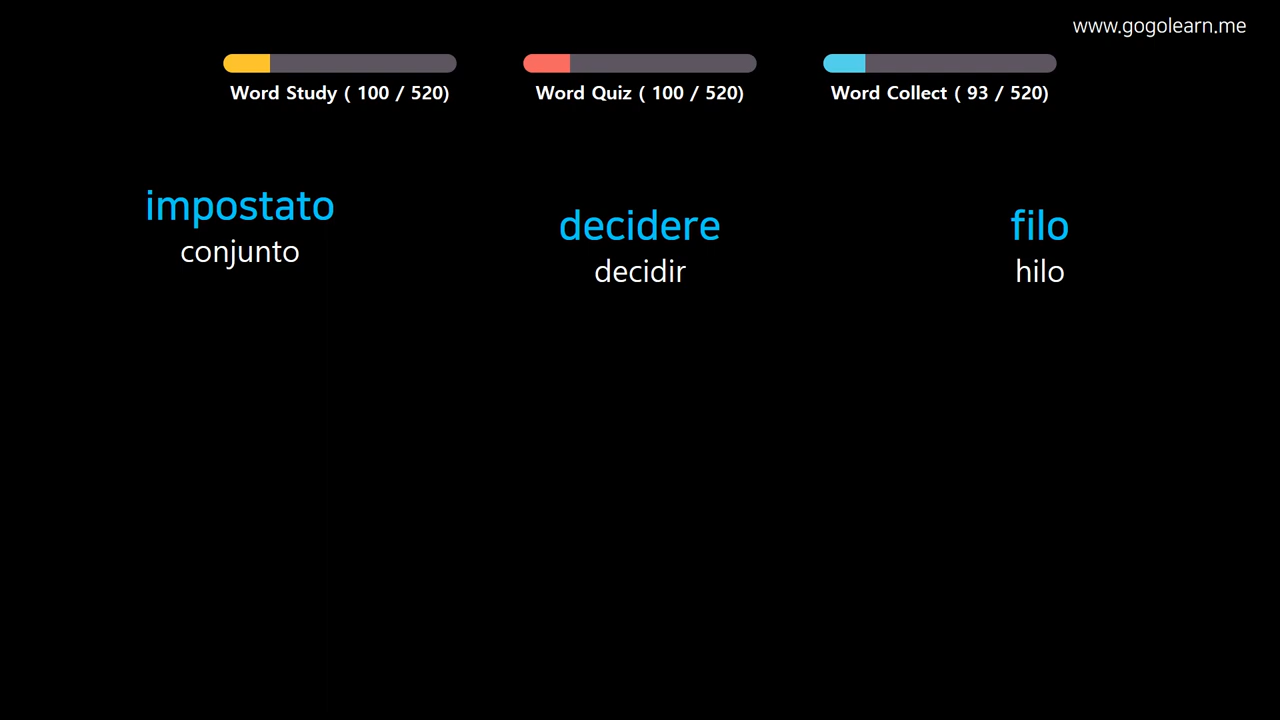 www.gogolearn.me
Word Study ( 100 / 520)
Word Quiz ( 100 / 520)
Word Collect ( 93 / 520)
impostato
conjunto
decidere
decidir
filo
hilo